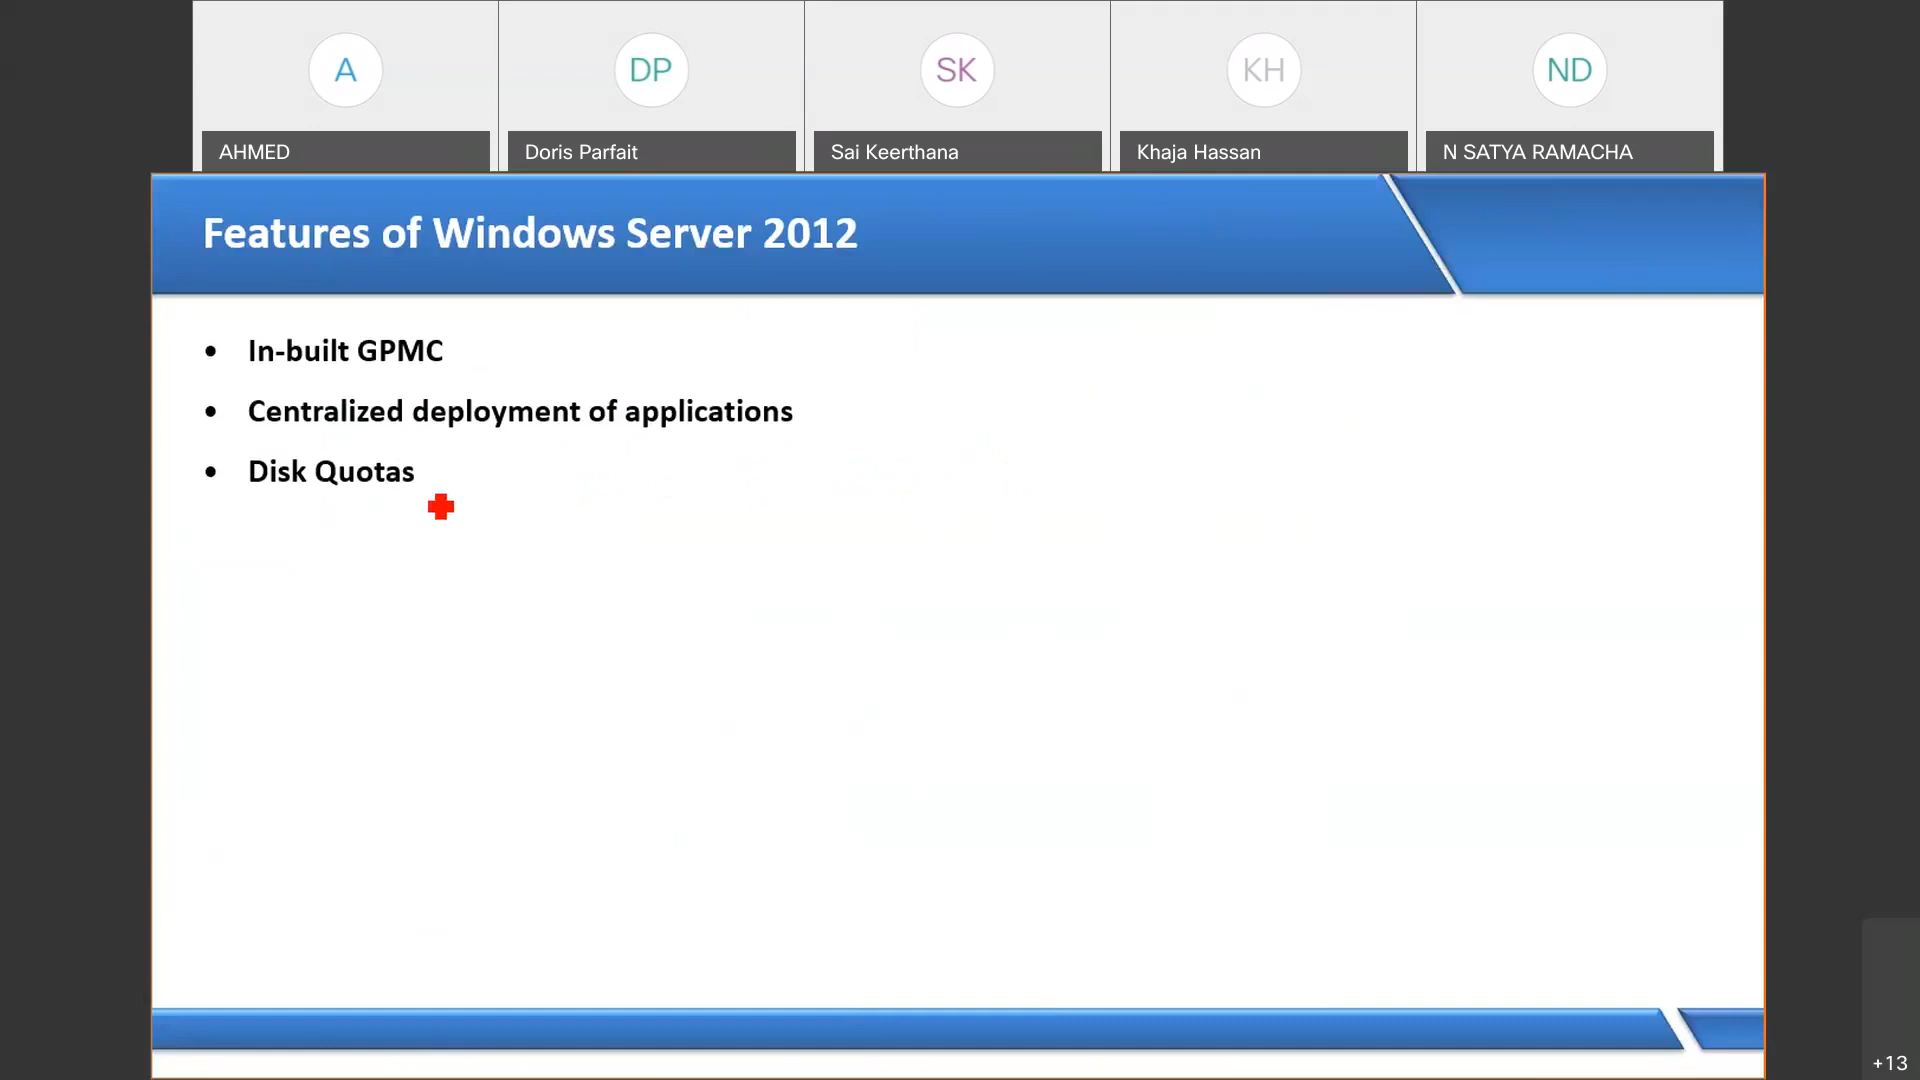 A
DP
SK
KH
ND
AHMED
Doris Parfait
Sai Keerthana
Khaja Hassan
N SATYA RAMACHA
Features of Windows Server 2012
• In-built GPMC
• Centralized deployment of applications
• Disk Quotas
+13